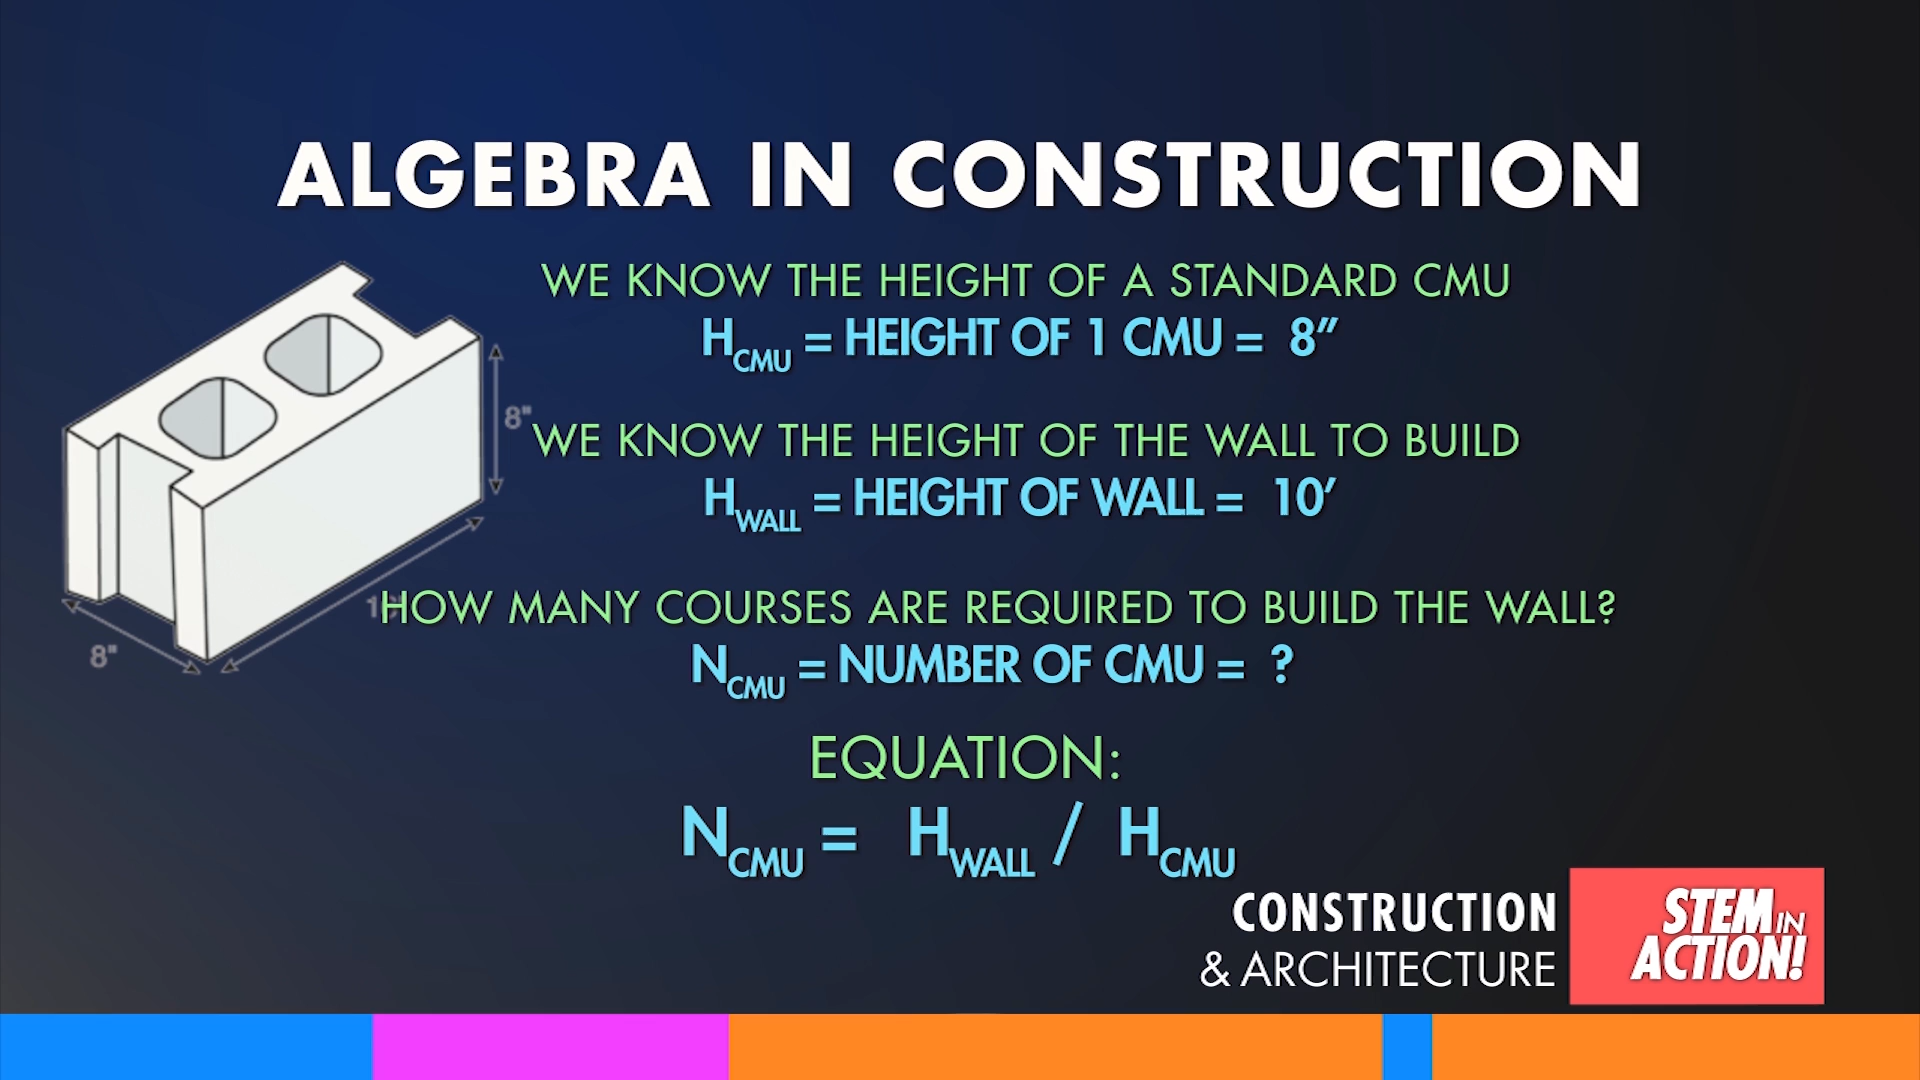 ALGEBRA IN CONSTRUCTION
WE KNOW THE HEIGHT OF A STANDARD CMU
HCMU = HEIGHT OF 1 CMU = 8”
8"
WE KNOW THE HEIGHT OF THE WALL TO BUILD
HWALL = HEIGHT OF WALL = 10’
HOW MANY COURSES ARE REQUIRED TO BUILD THE WALL?
8"
NCMU = NUMBER OF CMU = ?
EQUATION:
NCMU = HWALL / HCMU
CONSTRUCTION
& ARCHITECTURE
STEM IN
ACTION!